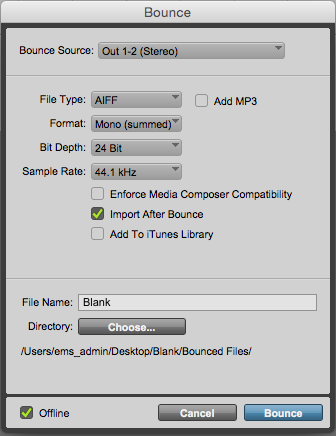 Bounce
Bounce Source: Out 1-2 (Stereo)
File Type: AIFF Add MP3
Format: Mono (summed)
Bit Depth: 24 Bit
Sample Rate: 44.1 kHz
Enforce Media Composer Compatibility
Import After Bounce
Add To iTunes Library
File Name: Blank
Directory: Choose...
/Users/ems_admin/Desktop/Blank/Bounced Files/
Offline Cancel Bounce